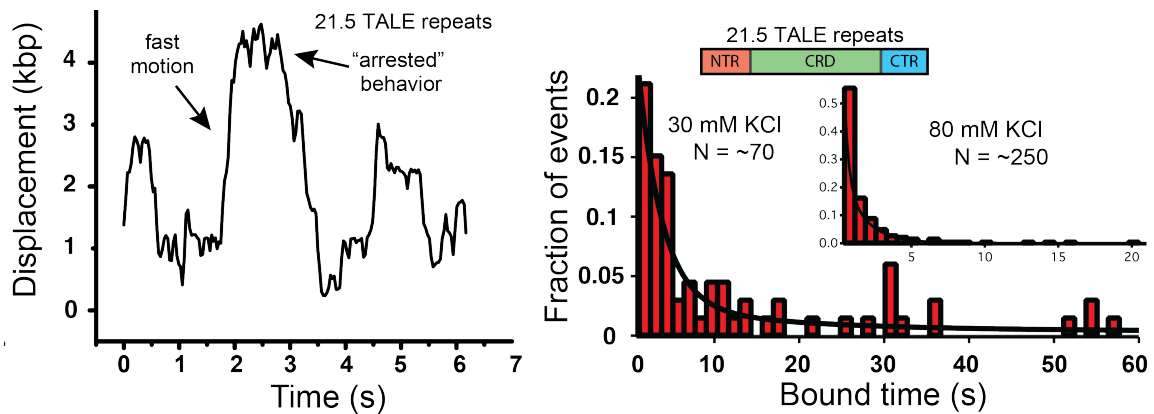 21.5 TALE repeats
fast
motion
“arrested”
behavior
Displacement (kbp)
4
3
2
1
0
0 1 2 3 4 5 6 7
Time (s)
21.5 TALE repeats
NTR CRD CTR
30 mM KCl
N = ~70
80 mM KCl
N = ~250
Fraction of events
0.2
0.15
0.1
0.05
0
0 10 20 30 40 50 60
Bound time (s)
0.5
0.4
0.3
0.2
0.1
0.0
5 10 15 20